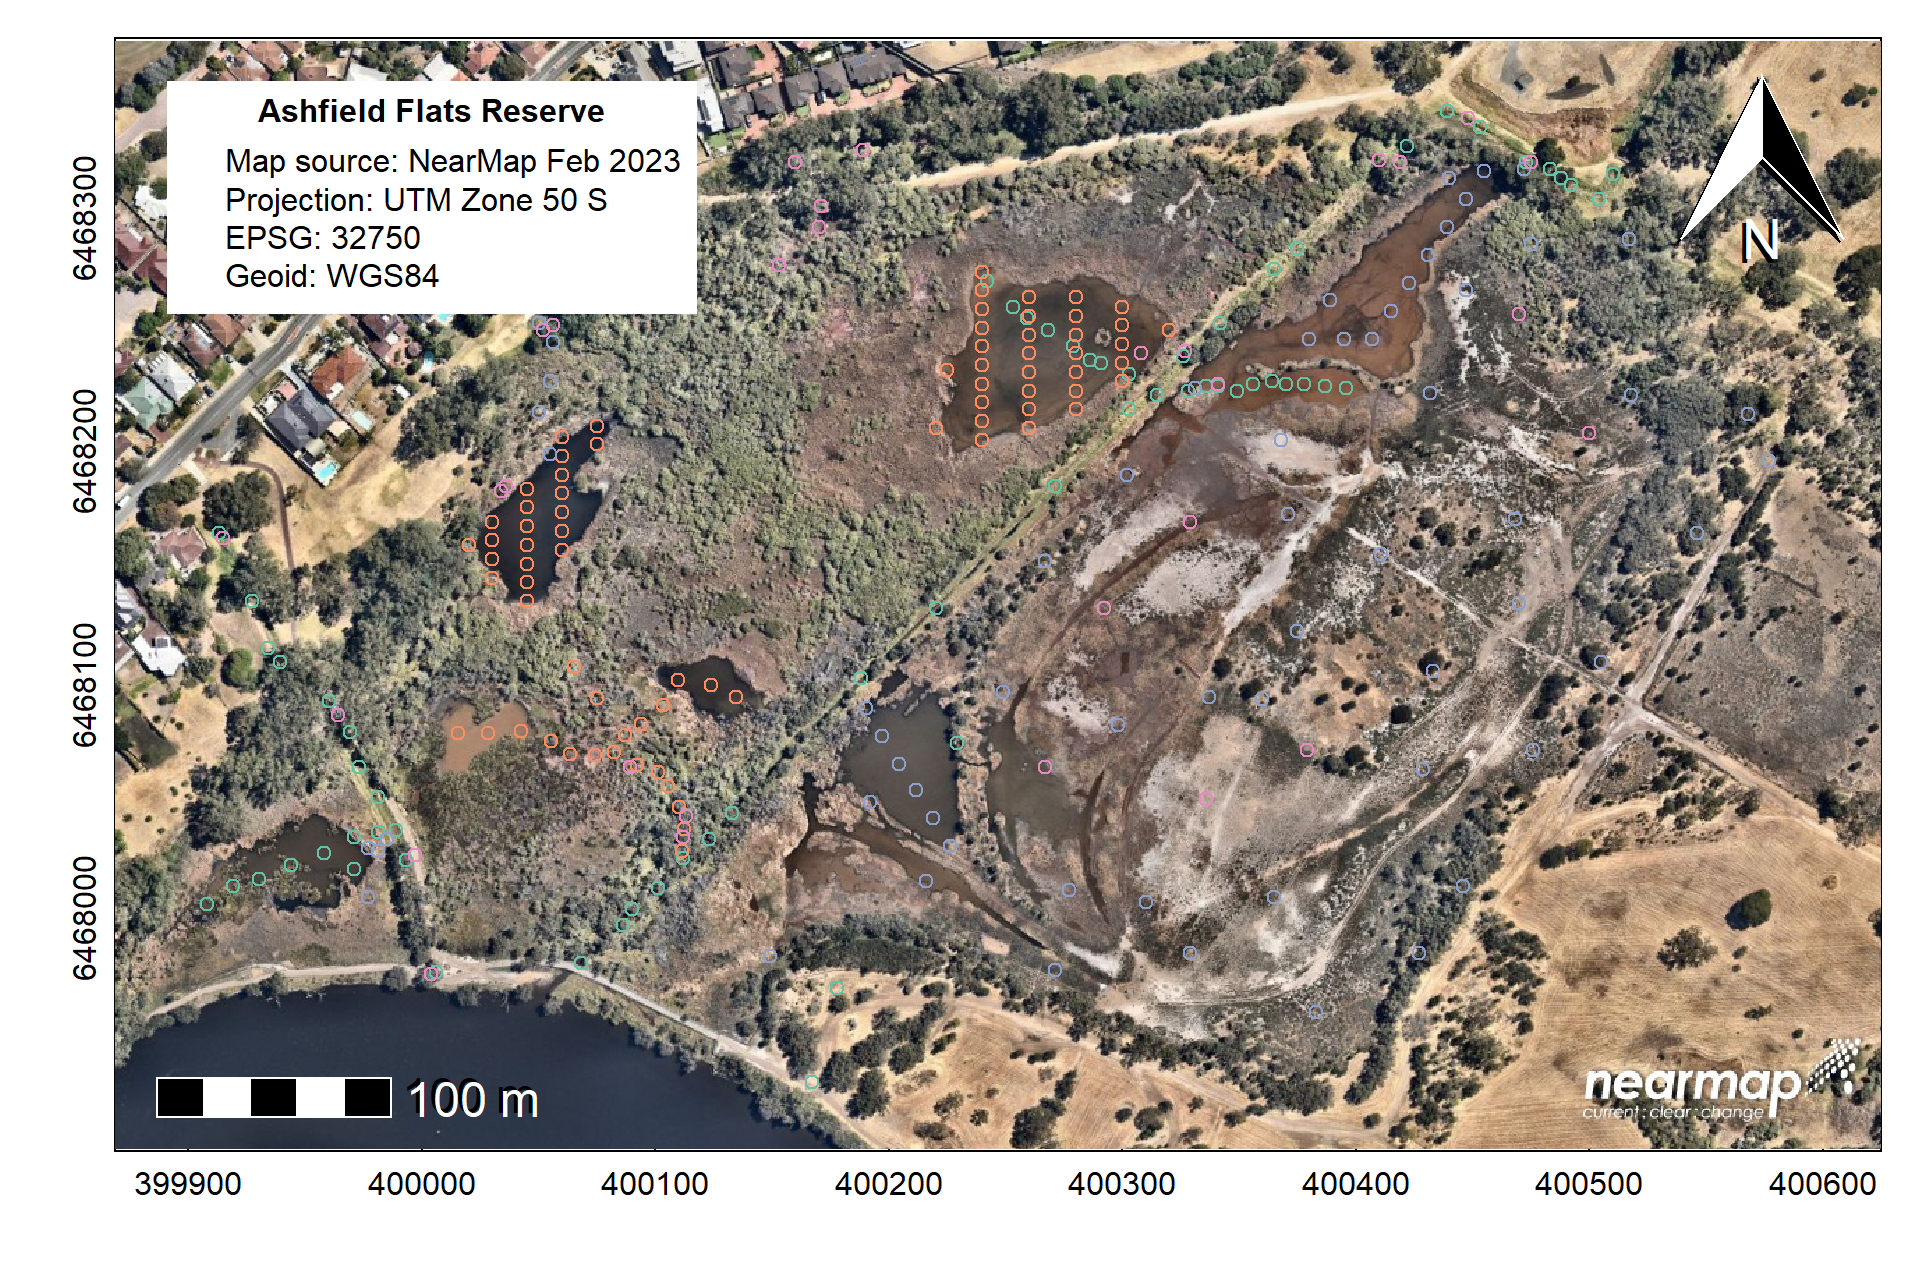 Ashfield Flats Reserve
Map source: NearMap Feb 2023
Projection: UTM Zone 50 S
EPSG: 32750
Geoid: WGS84
N
6468300
6468200
6468100
6468000
100 m
nearmap
current:clear:change
399900 400000 400100 400200 400300 400400 400500 400600